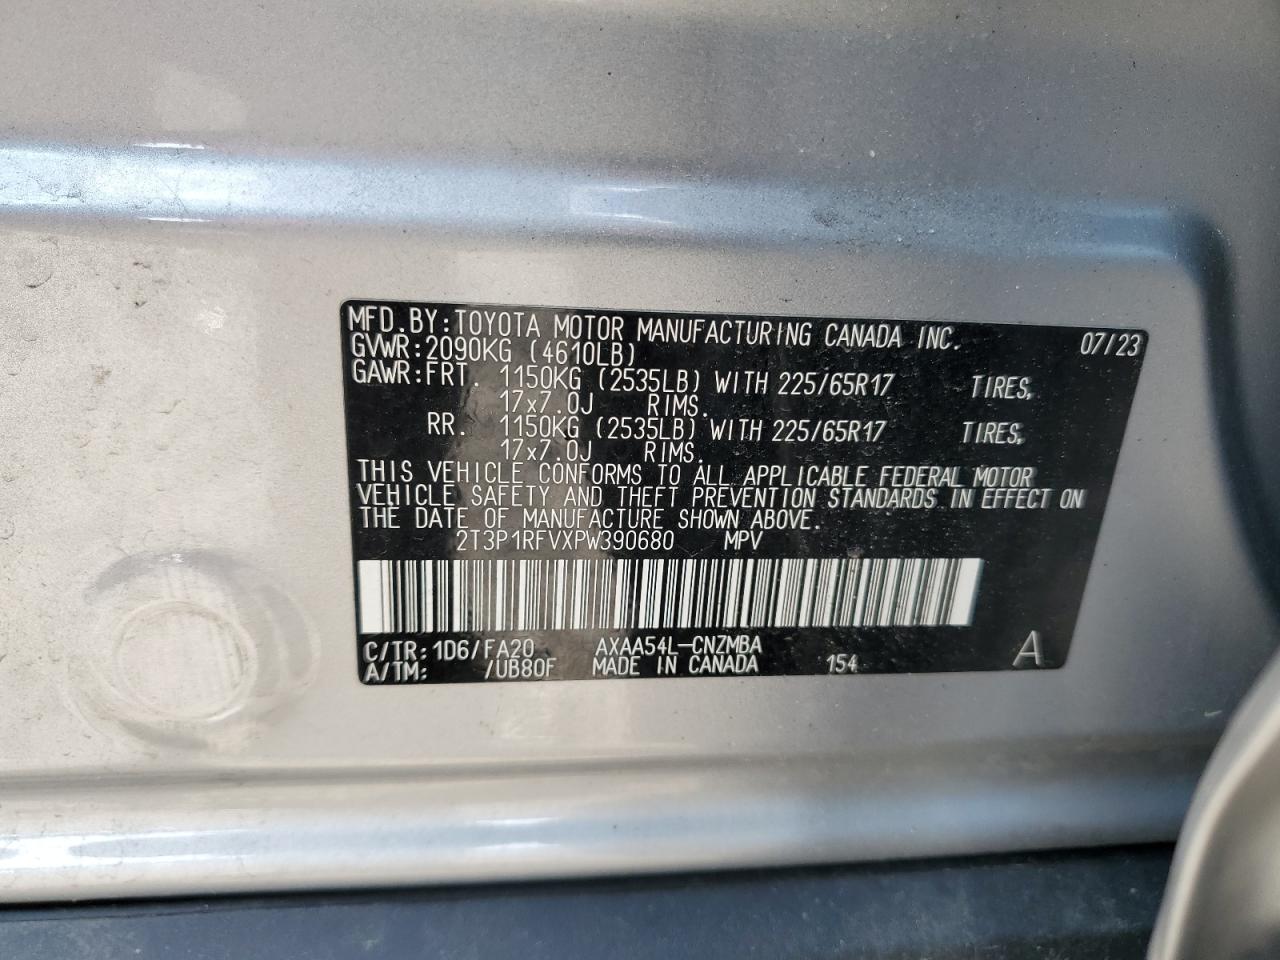 MFD.BY:TOYOTA MOTOR MANUFACTURING CANADA INC. 07/23
GVWR:2090KG (4610LB)
GAWR:FRT. 1150KG (2535LB) WITH 225/65R17 TIRES,
17x7.0J RIMS.
RR. 1150KG (2535LB) WITH 225/65R17 TIRES,
17x7.0J RIMS.
THIS VEHICLE CONFORMS TO ALL APPLICABLE FEDERAL MOTOR
VEHICLE SAFETY AND THEFT PREVENTION STANDARDS IN EFFECT ON
THE DATE OF MANUFACTURE SHOWN ABOVE.
2T3P1RFVXPW390680 MPV
C/TR:1D6/FA20 AXAA54L-CNZMBA
A/TM: /UB80F MADE IN CANADA 154 A